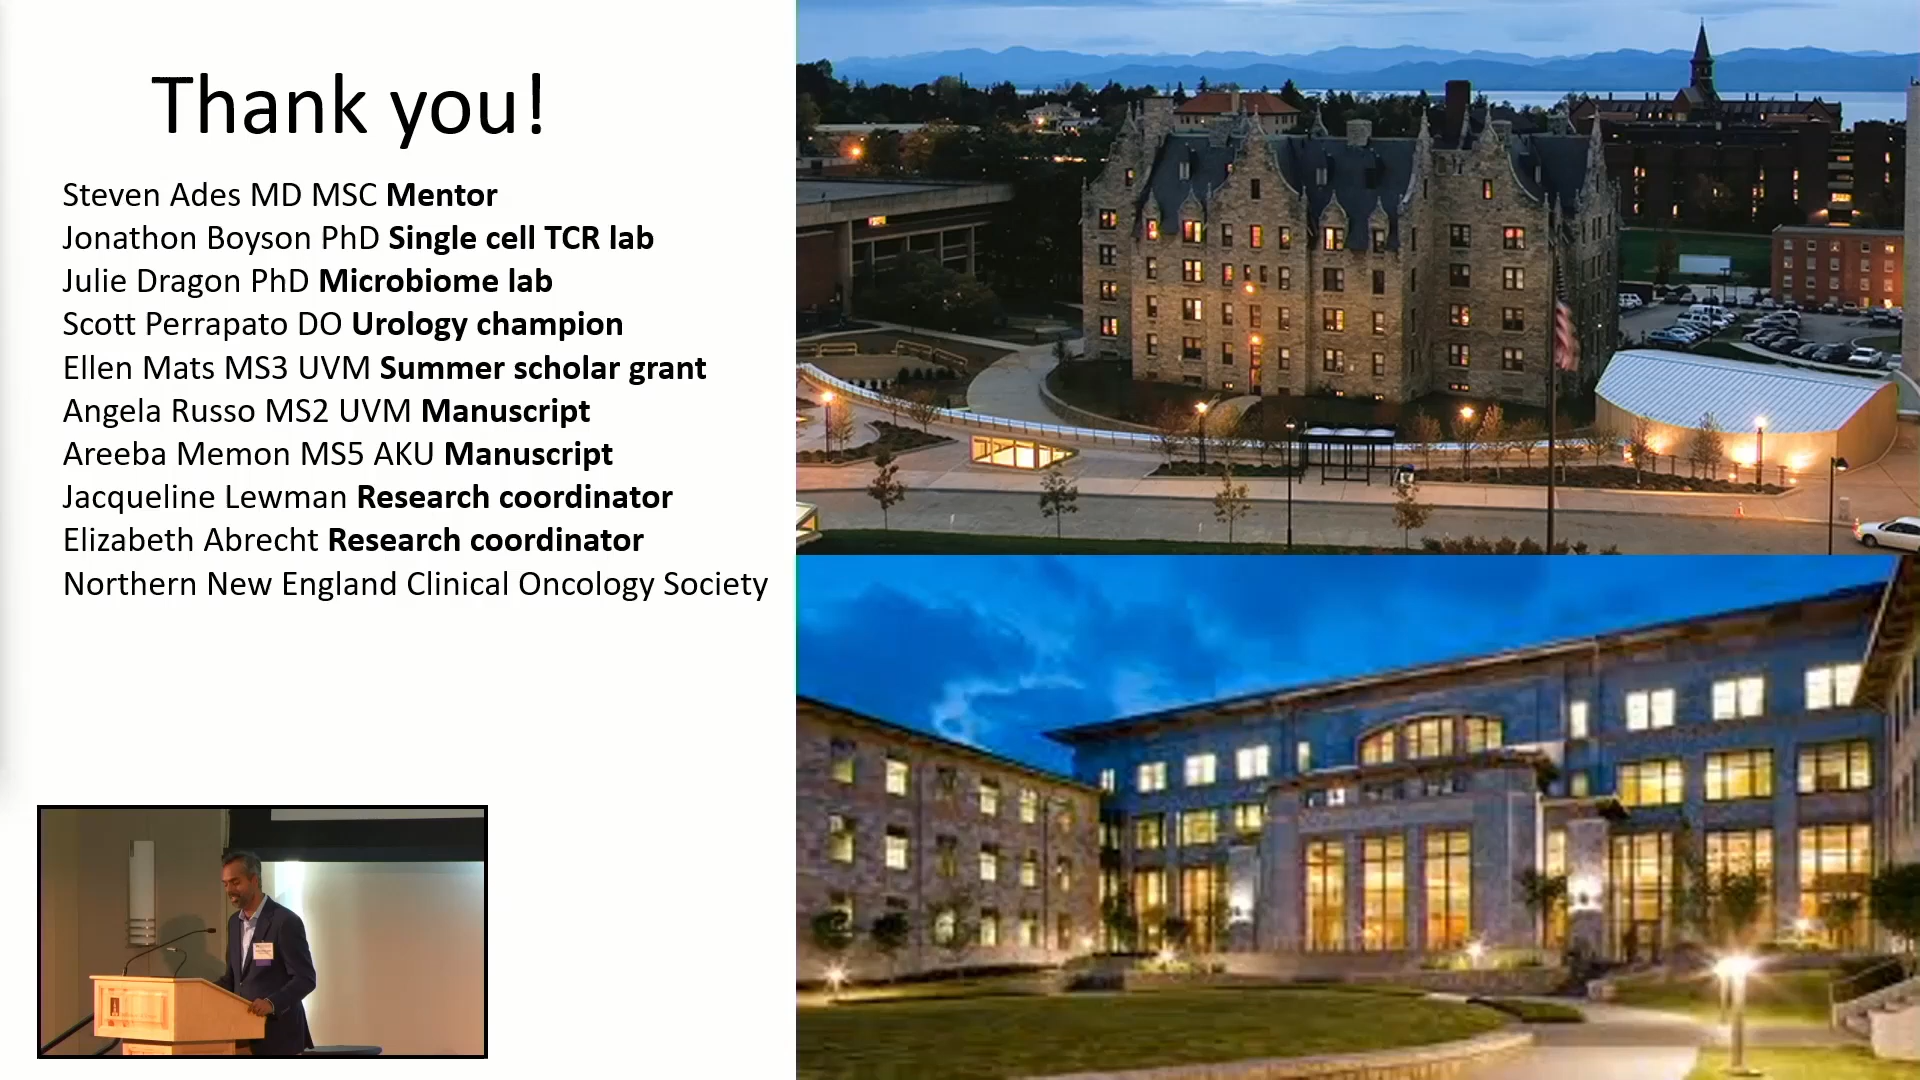 Thank you!
Steven Ades MD MSC Mentor
Jonathon Boyson PhD Single cell TCR lab
Julie Dragon PhD Microbiome lab
Scott Perrapato DO Urology champion
Ellen Mats MS3 UVM Summer scholar grant
Angela Russo MS2 UVM Manuscript
Areeba Memon MS5 AKU Manuscript
Jacqueline Lewman Research coordinator
Elizabeth Abrecht Research coordinator
Northern New England Clinical Oncology Society